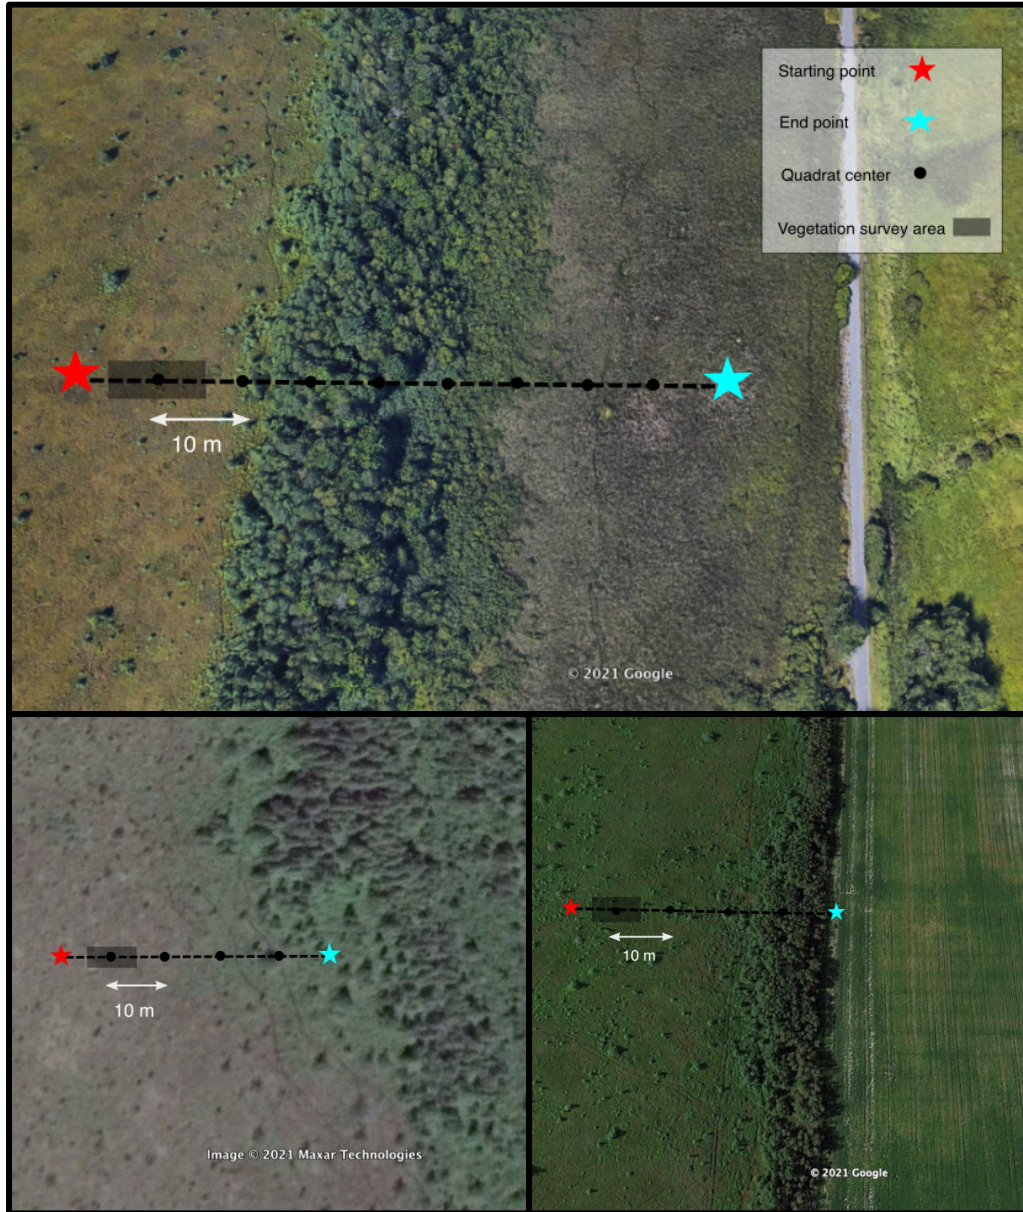 Starting point
End point
Quadrat center
Vegetation survey area
10 m
© 2021 Google
10 m
Image © 2021 Maxar Technologies
10 m
© 2021 Google